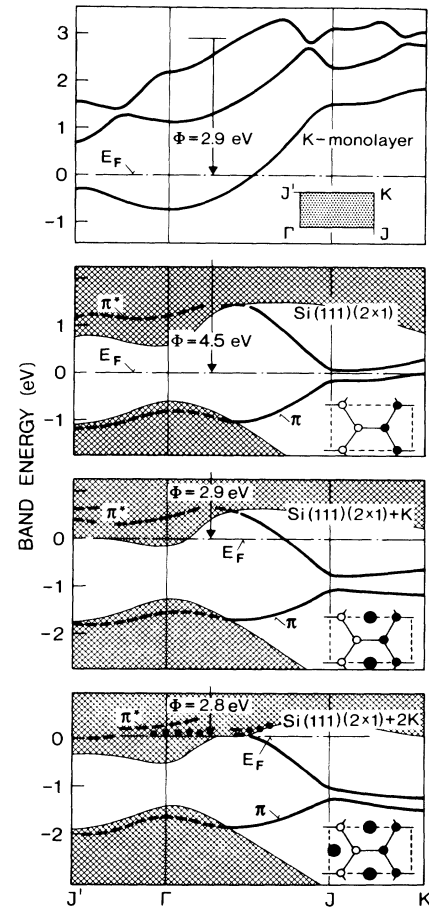 BAND ENERGY (eV)
3
2
1
0
-1
E_F
Φ=2.9 eV
K-monolayer
J' K
Γ J
π*
Si(111)(2×1)
1
Φ=4.5 eV
E_F
0
-1
π
π*
Φ=2.9 eV
Si(111)(2×1)+K
0
E_F
-1
π
-2
π*
Φ=2.8 eV
Si(111)(2×1)+2K
0
E_F
-1
π
-2
J' Γ J K